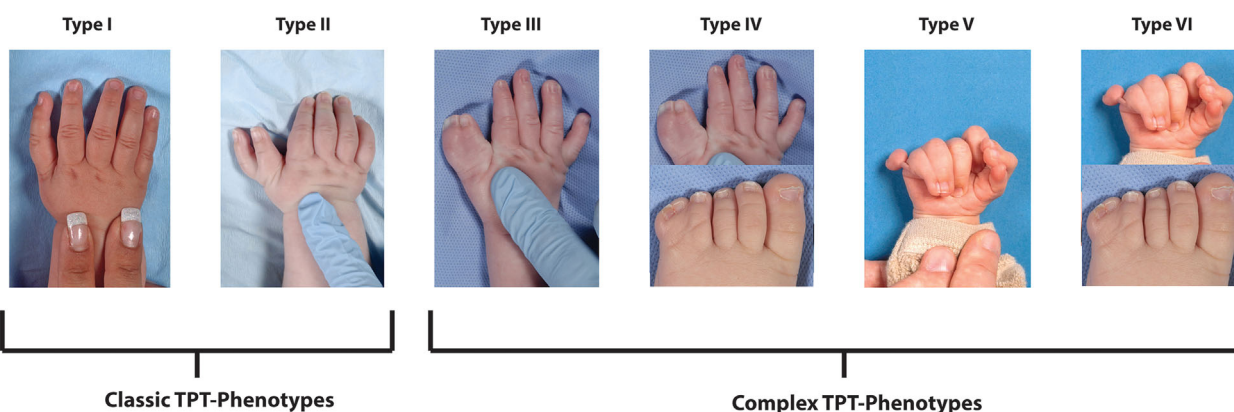 Type I
Type II
Type III
Type IV
Type V
Type VI
Classic TPT-Phenotypes
Complex TPT-Phenotypes